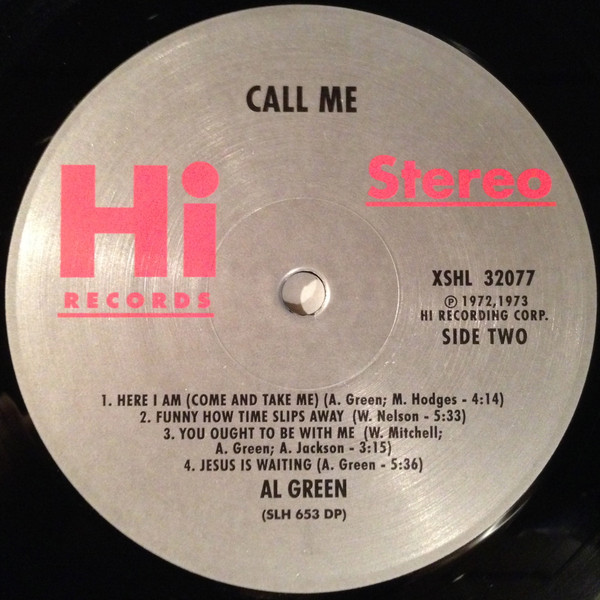 CALL ME
Hi
RECORDS
Stereo
XSHL 32077
℗ 1972,1973
HI RECORDING CORP.
SIDE TWO
1. HERE I AM (COME AND TAKE ME) (A. Green; M. Hodges - 4:14)
2. FUNNY HOW TIME SLIPS AWAY (W. Nelson - 5:33)
3. YOU OUGHT TO BE WITH ME (W. Mitchell;
A. Green; A. Jackson - 3:15)
4. JESUS IS WAITING (A. Green - 5:36)
AL GREEN
(SLH 653 DP)